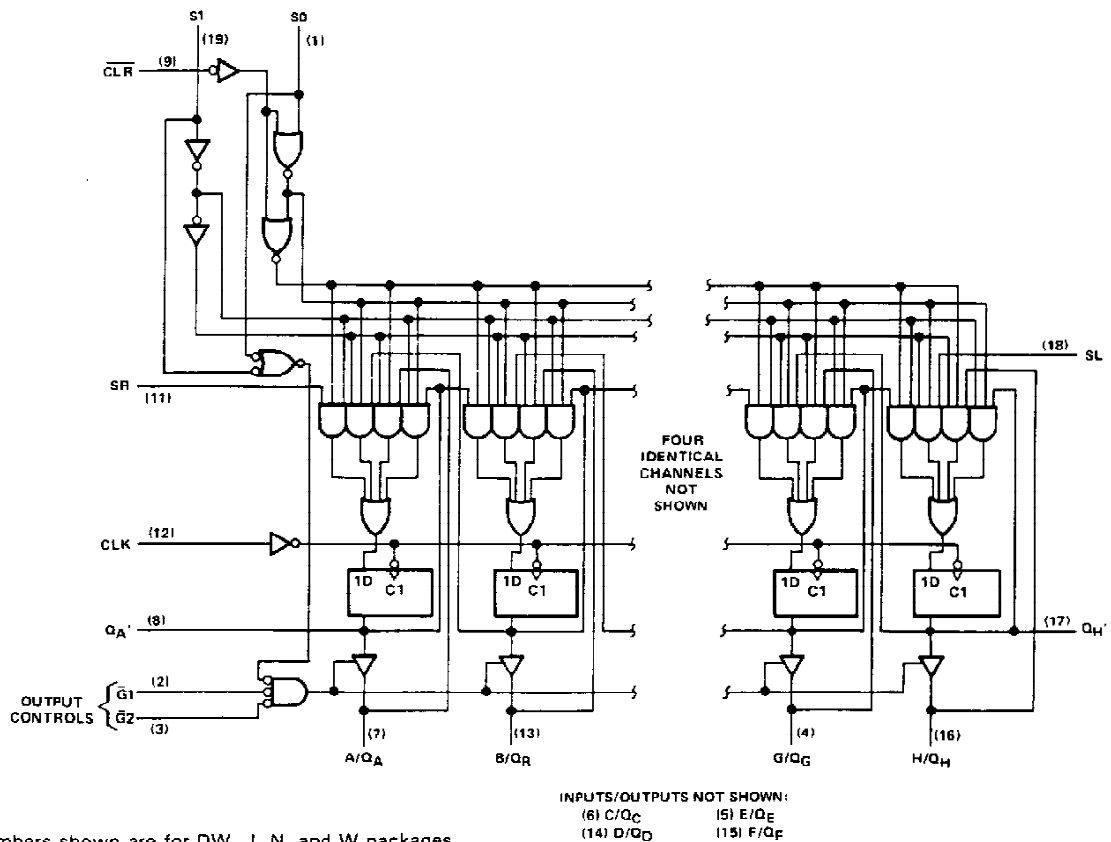 S1
S0
(19)
(1)
CLR
(9)
(18)
SL
SR
(11)
FOUR
IDENTICAL
CHANNELS
NOT
SHOWN
CLK
(12)
1D
C1
1D
C1
1D
C1
1D
C1
QA'
(8)
(17)
QH'
OUTPUT
CONTROLS
G1
(2)
G2
(3)
(7)
(13)
(4)
(16)
A/QA
B/QR
G/QG
H/QH
INPUTS/OUTPUTS NOT SHOWN:
(6) C/QC (5) E/QE
(14) D/QD (15) F/QF
mbers shown are for DW, J, N, and W packages